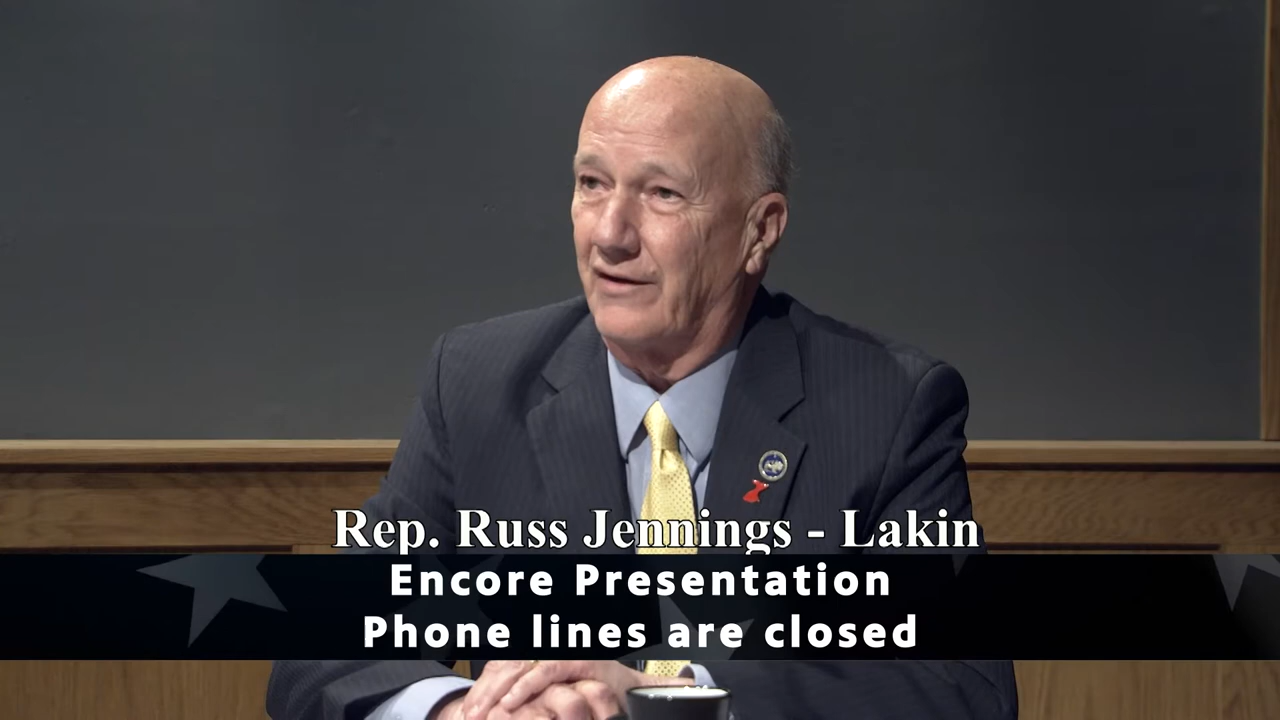 Rep. Russ Jennings - Lakin
Encore Presentation
Phone lines are closed